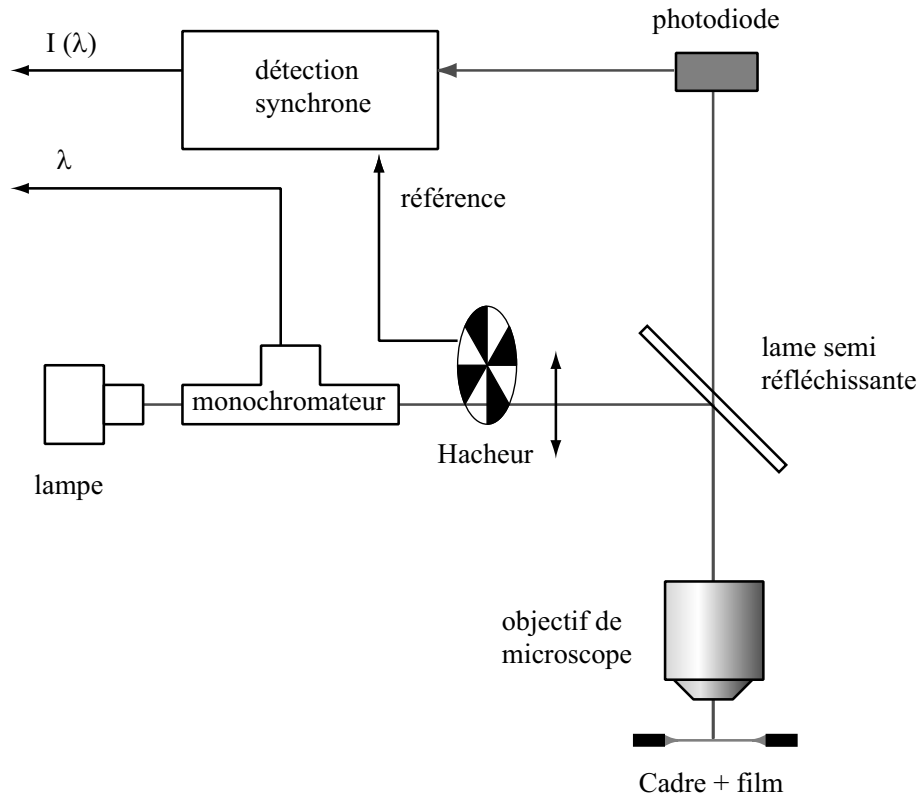 photodiode
I (λ)
détection
synchrone
λ
référence
lame semi
réfléchissante
monochromateur
Hacheur
lampe
objectif de
microscope
Cadre + film